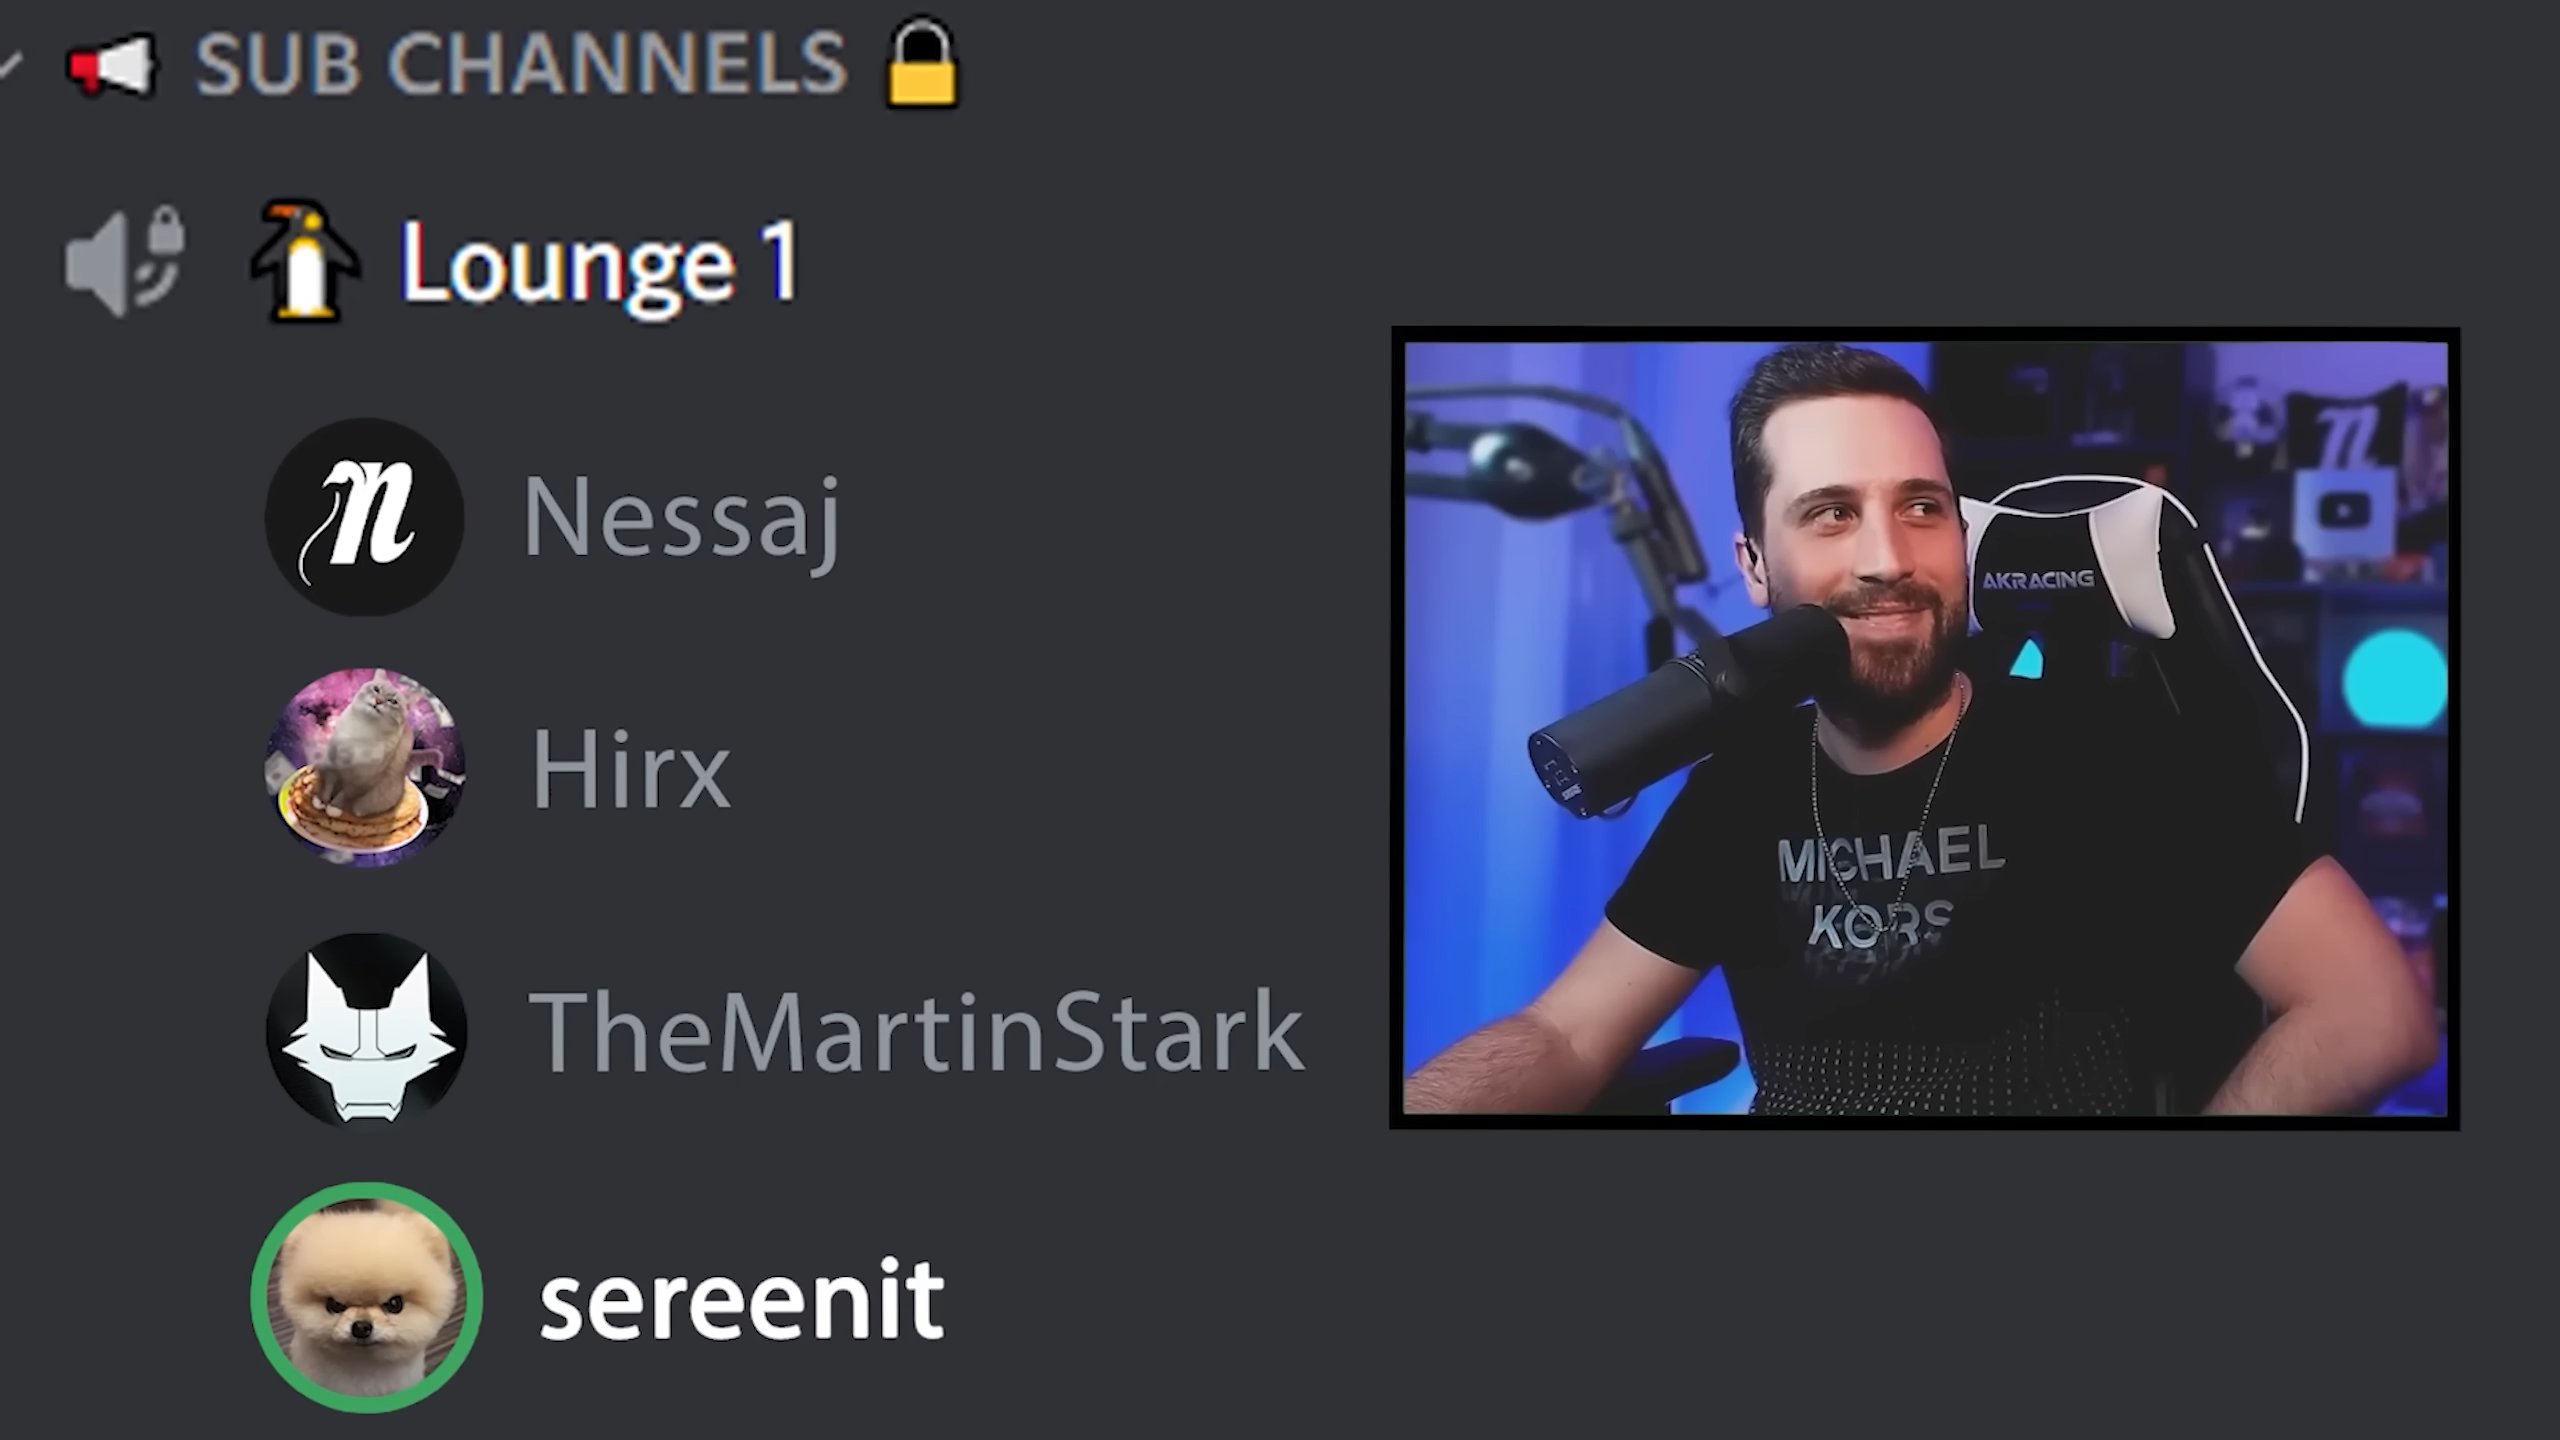 SUB CHANNELS
Lounge 1
Nessaj
Hirx
TheMartinStark
sereenit
AKRACING
MICHAEL
KORS